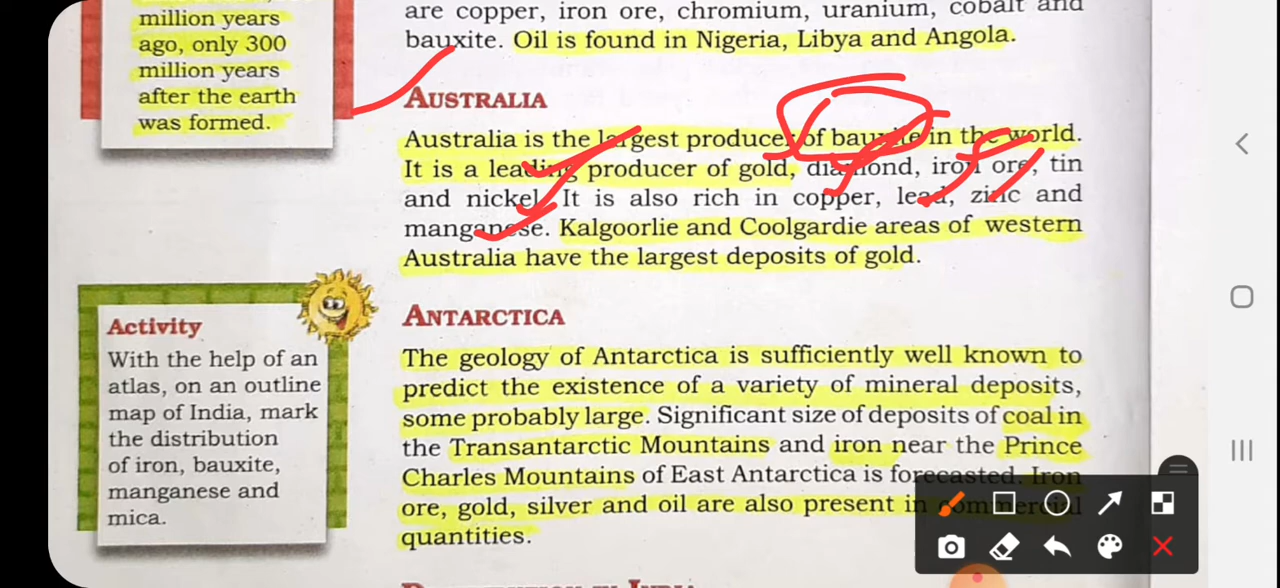 million years
ago, only 300
million years
after the earth
was formed.
are copper, iron ore, chromium, uranium, cobalt and
bauxite. Oil is found in Nigeria, Libya and Angola.
AUSTRALIA
Australia is the largest producer of bauxite in the world.
It is a leading producer of gold, diamond, iron ore, tin
and nickel. It is also rich in copper, lead, zinc and
manganese. Kalgoorlie and Coolgardie areas of western
Australia have the largest deposits of gold.
Activity
With the help of an
atlas, on an outline
map of India, mark
the distribution
of iron, bauxite,
manganese and
mica.
ANTARCTICA
The geology of Antarctica is sufficiently well known to
predict the existence of a variety of mineral deposits,
some probably large. Significant size of deposits of coal in
the Transantarctic Mountains and iron near the Prince
Charles Mountains of East Antarctica is forecasted. Iron
ore, gold, silver and oil are also present in commercial
quantities.